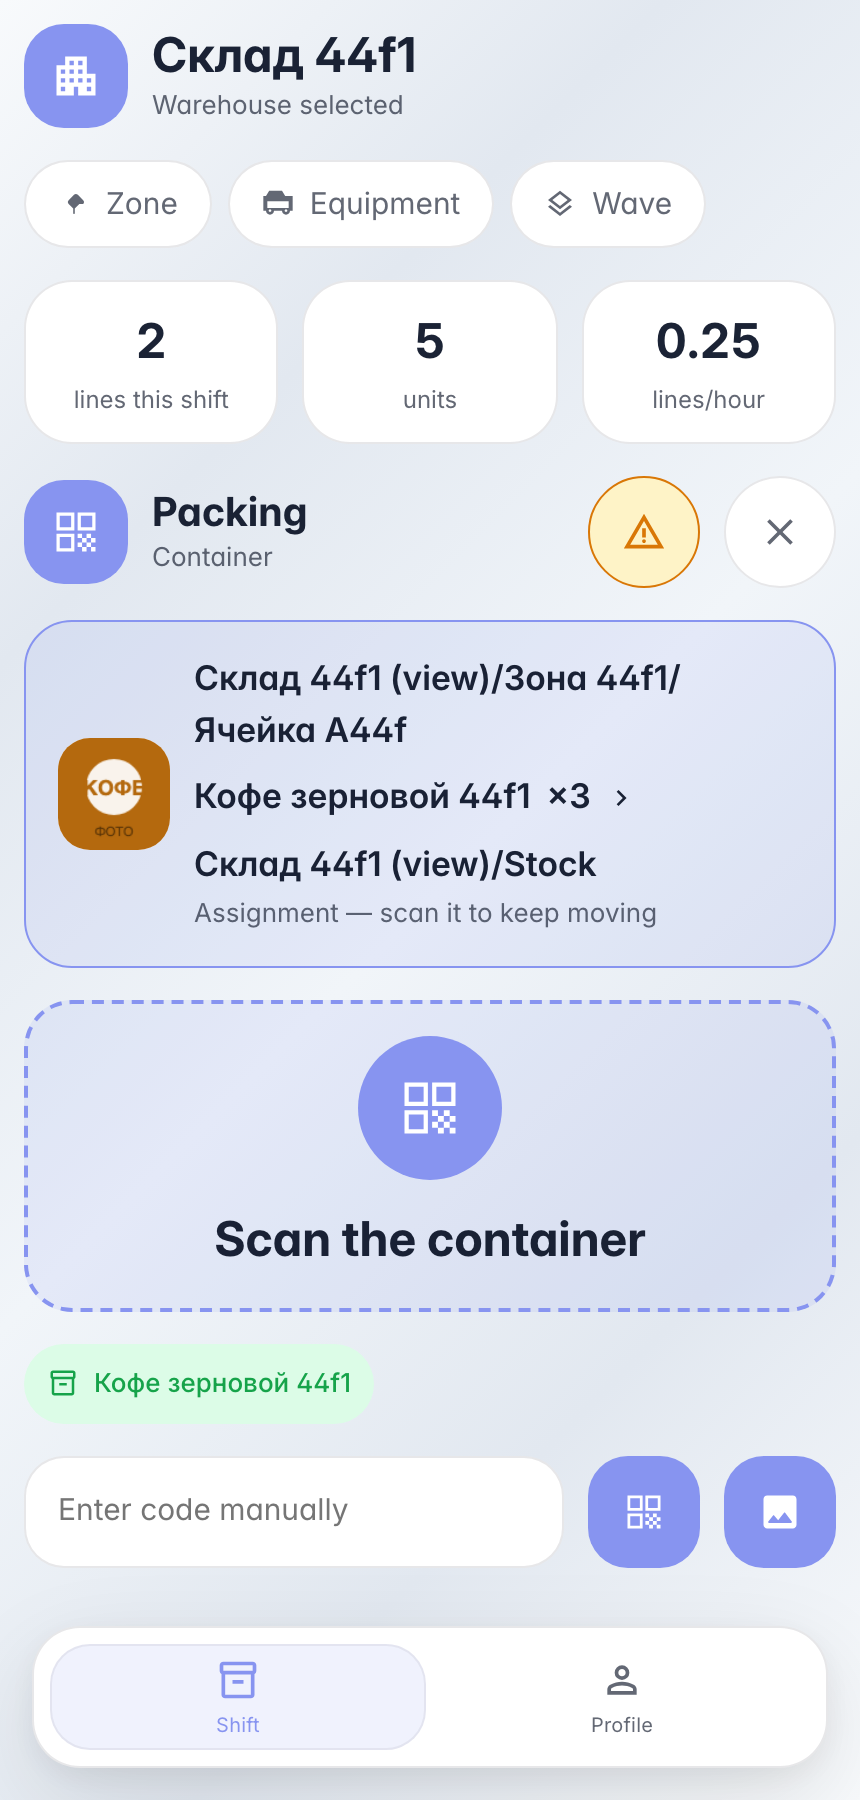 Склад 44f1
Warehouse selected
Zone
Equipment
Wave
2
lines this shift
5
units
0.25
lines/hour
Packing
Container
Склад 44f1 (view)/Зона 44f1/
Ячейка A44f
КОФЕ
ФОТО
Кофе зерновой 44f1 ×3
Склад 44f1 (view)/Stock
Assignment — scan it to keep moving
Scan the container
Кофе зерновой 44f1
Enter code manually
Shift
Profile